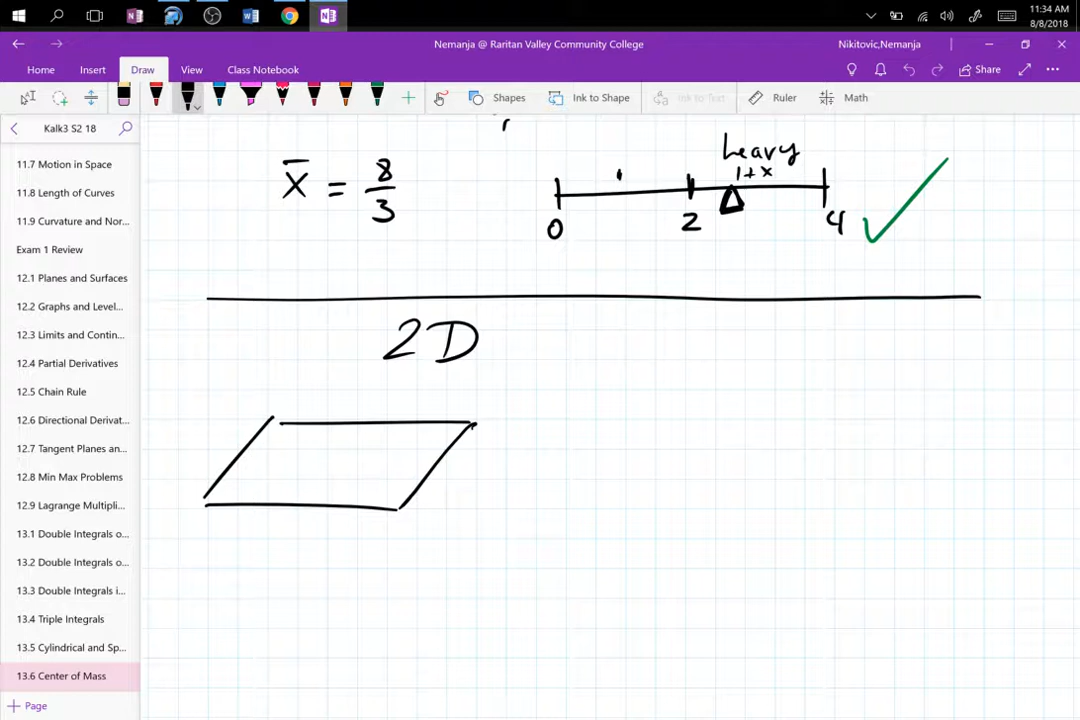 11:34 AM
8/8/2018
Nemanja @ Raritan Valley Community College
Nikitovic,Nemanja
Home Insert Draw View Class Notebook Share
Shapes Ink to Shape Ink to Text Ruler Math
Kalk3 S2 18
11.7 Motion in Space
11.8 Length of Curves
11.9 Curvature and Nor...
Exam 1 Review
12.1 Planes and Surfaces
12.2 Graphs and Level...
12.3 Limits and Contin...
12.4 Partial Derivatives
12.5 Chain Rule
12.6 Directional Derivat...
12.7 Tangent Planes an...
12.8 Min Max Problems
12.9 Lagrange Multipli...
13.1 Double Integrals o...
13.2 Double Integrals o...
13.3 Double Integrals i...
13.4 Triple Integrals
13.5 Cylindrical and Sp...
13.6 Center of Mass
+ Page
x̄ = 8/3
heavy
1+x
0 2 4
2D